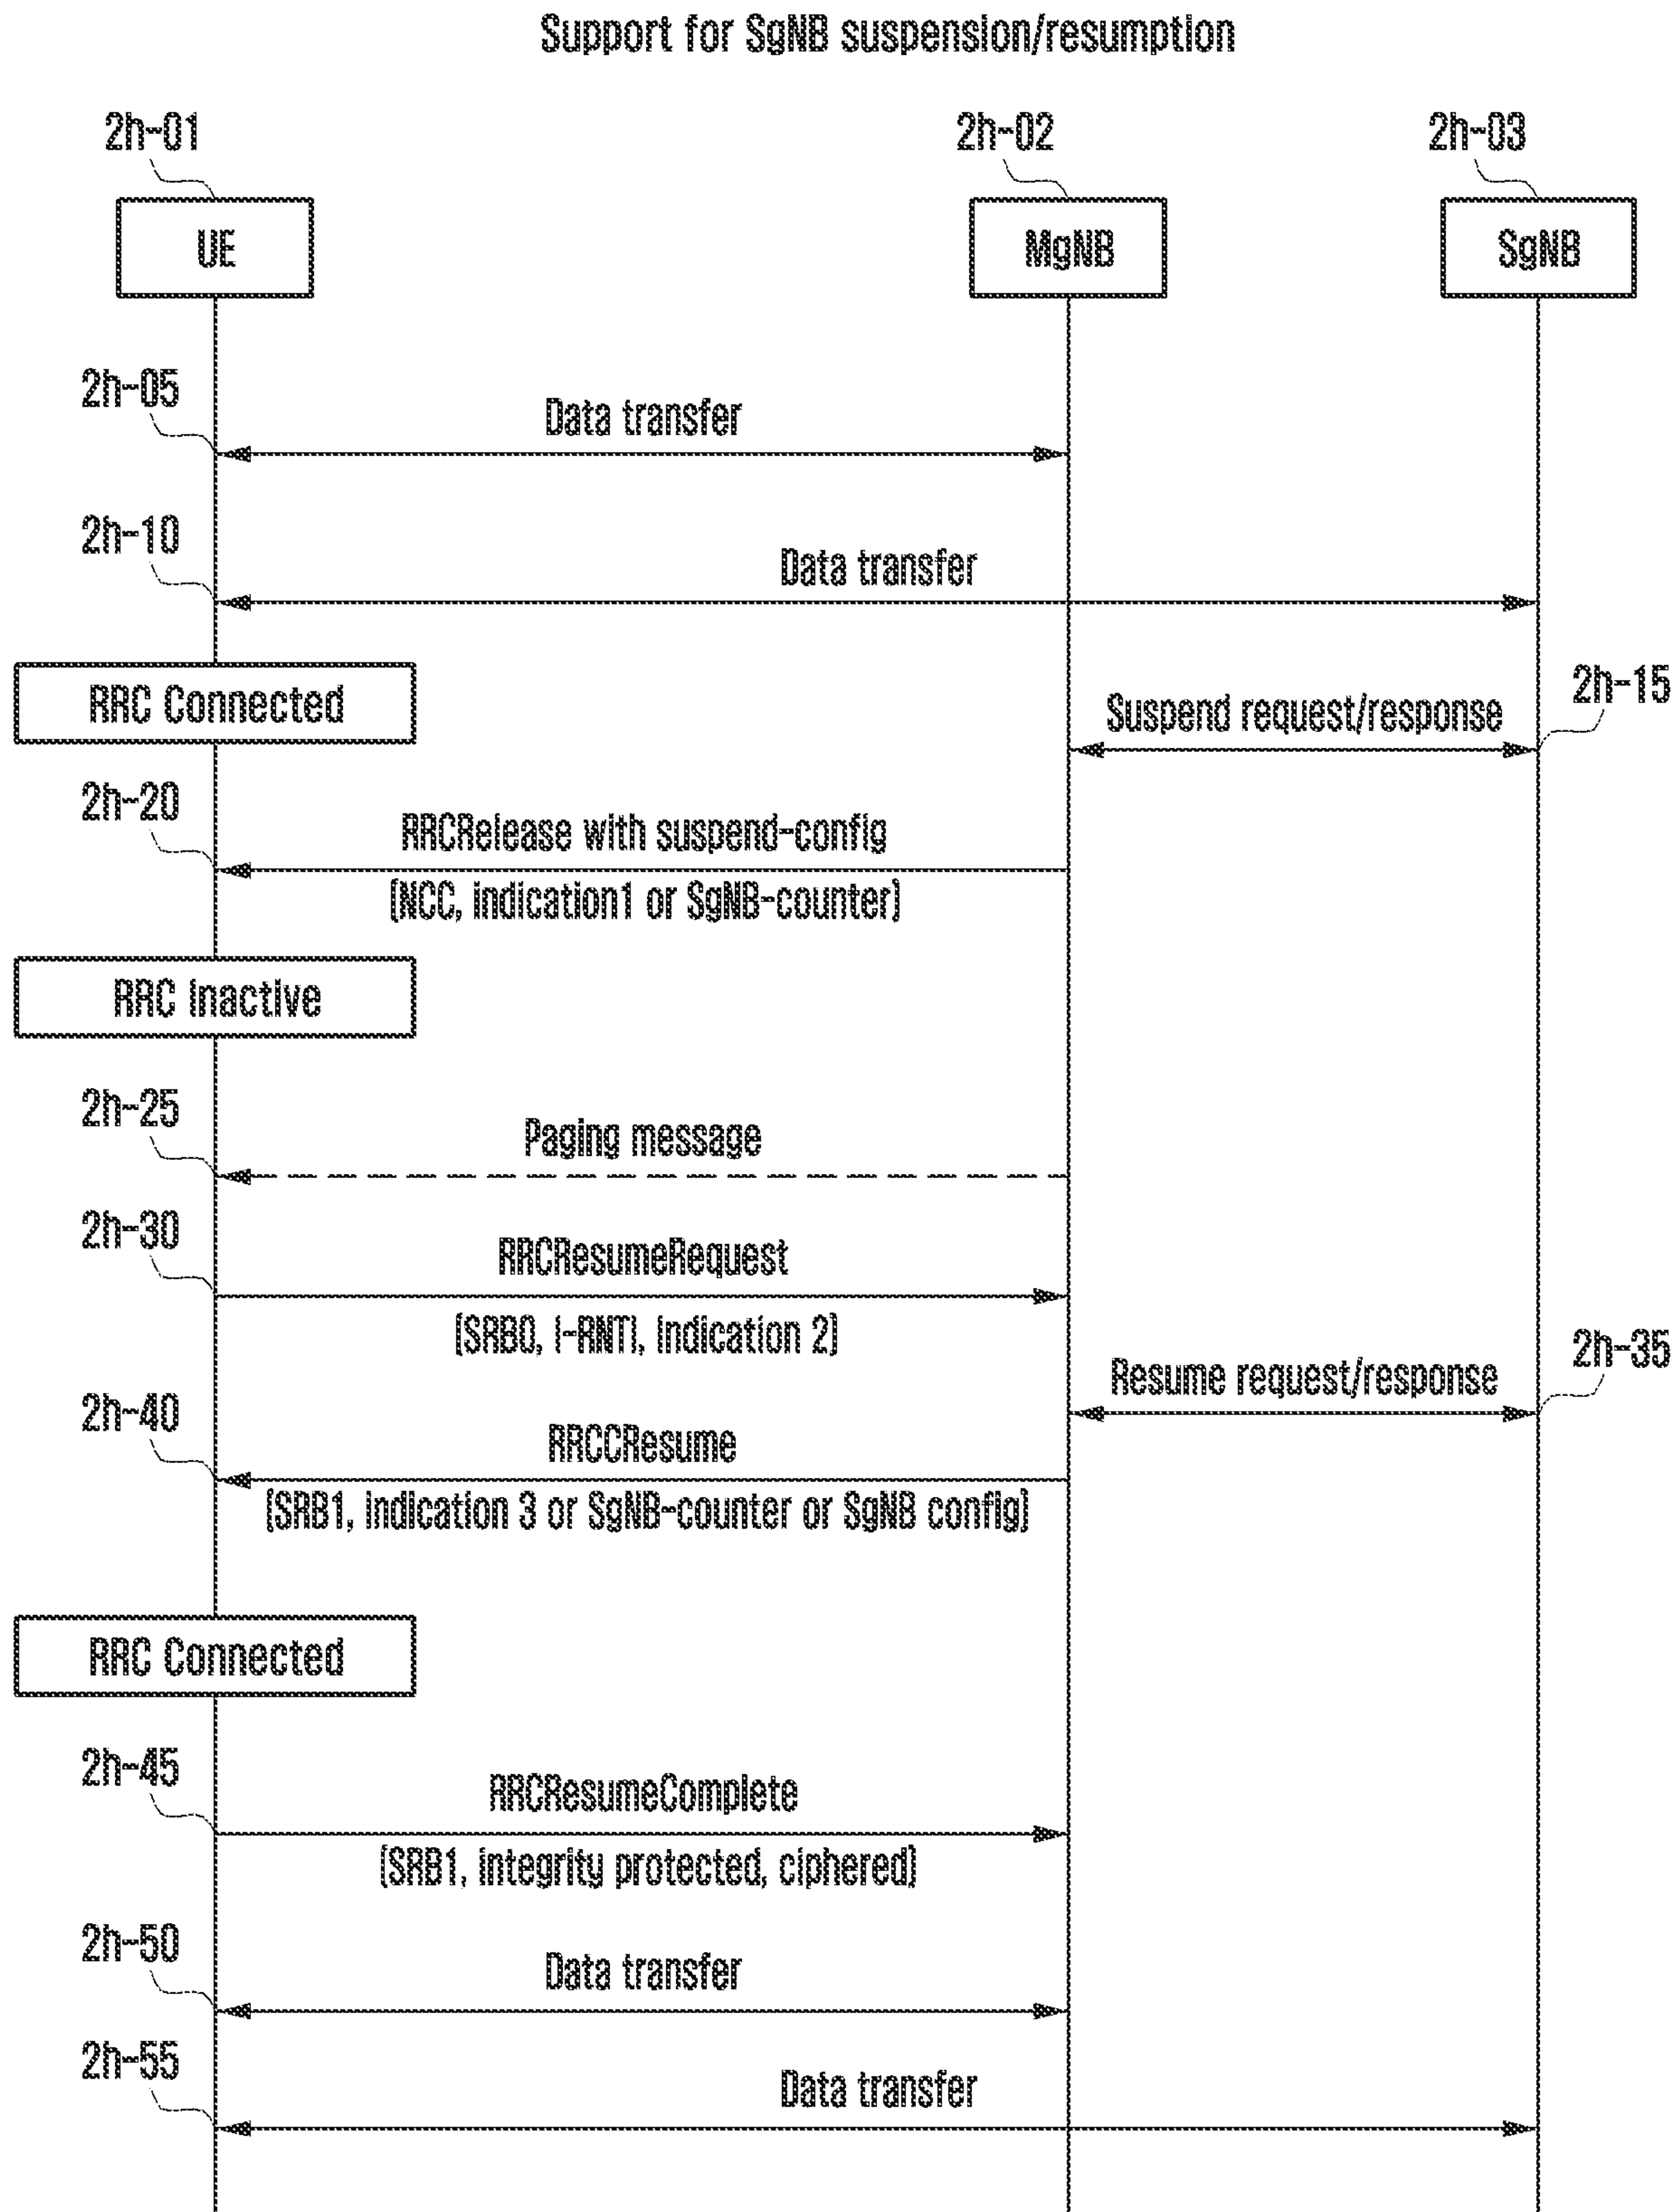 Support for SgNB suspension/resumption
2h-01
2h-02
2h-03
UE
MgNB
SgNB
2h-05
Data transfer
2h-10
Data transfer
RRC Connected
2h-15
Suspend request/response
2h-20
RRCRelease with suspend-config
(NCC, indication1 or SgNB-counter)
RRC Inactive
2h-25
Paging message
2h-30
RRCResumeRequest
(SRB0, I-RNTI, Indication 2)
2h-35
Resume request/response
2h-40
RRCCResume
(SRB1, indication 3 or SgNB-counter or SgNB config)
RRC Connected
2h-45
RRCResumeComplete
(SRB1, integrity protected, ciphered)
2h-50
Data transfer
2h-55
Data transfer